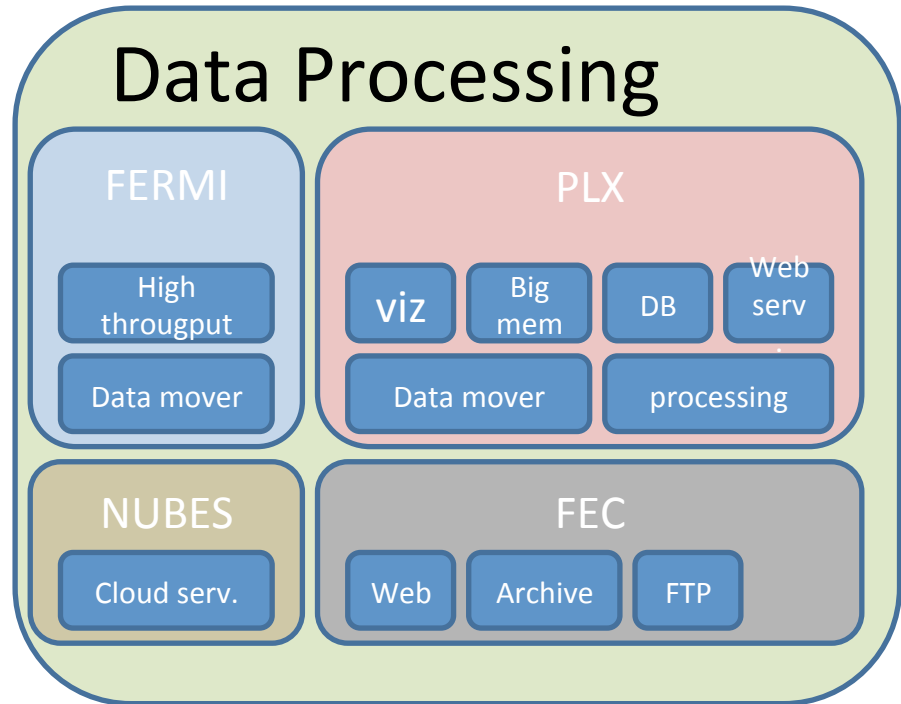 Data Processing
FERMI
PLX
High
througput
viz
Big
mem
DB
Web
serv
Data mover
Data mover
processing
NUBES
FEC
Cloud serv.
Web
Archive
FTP